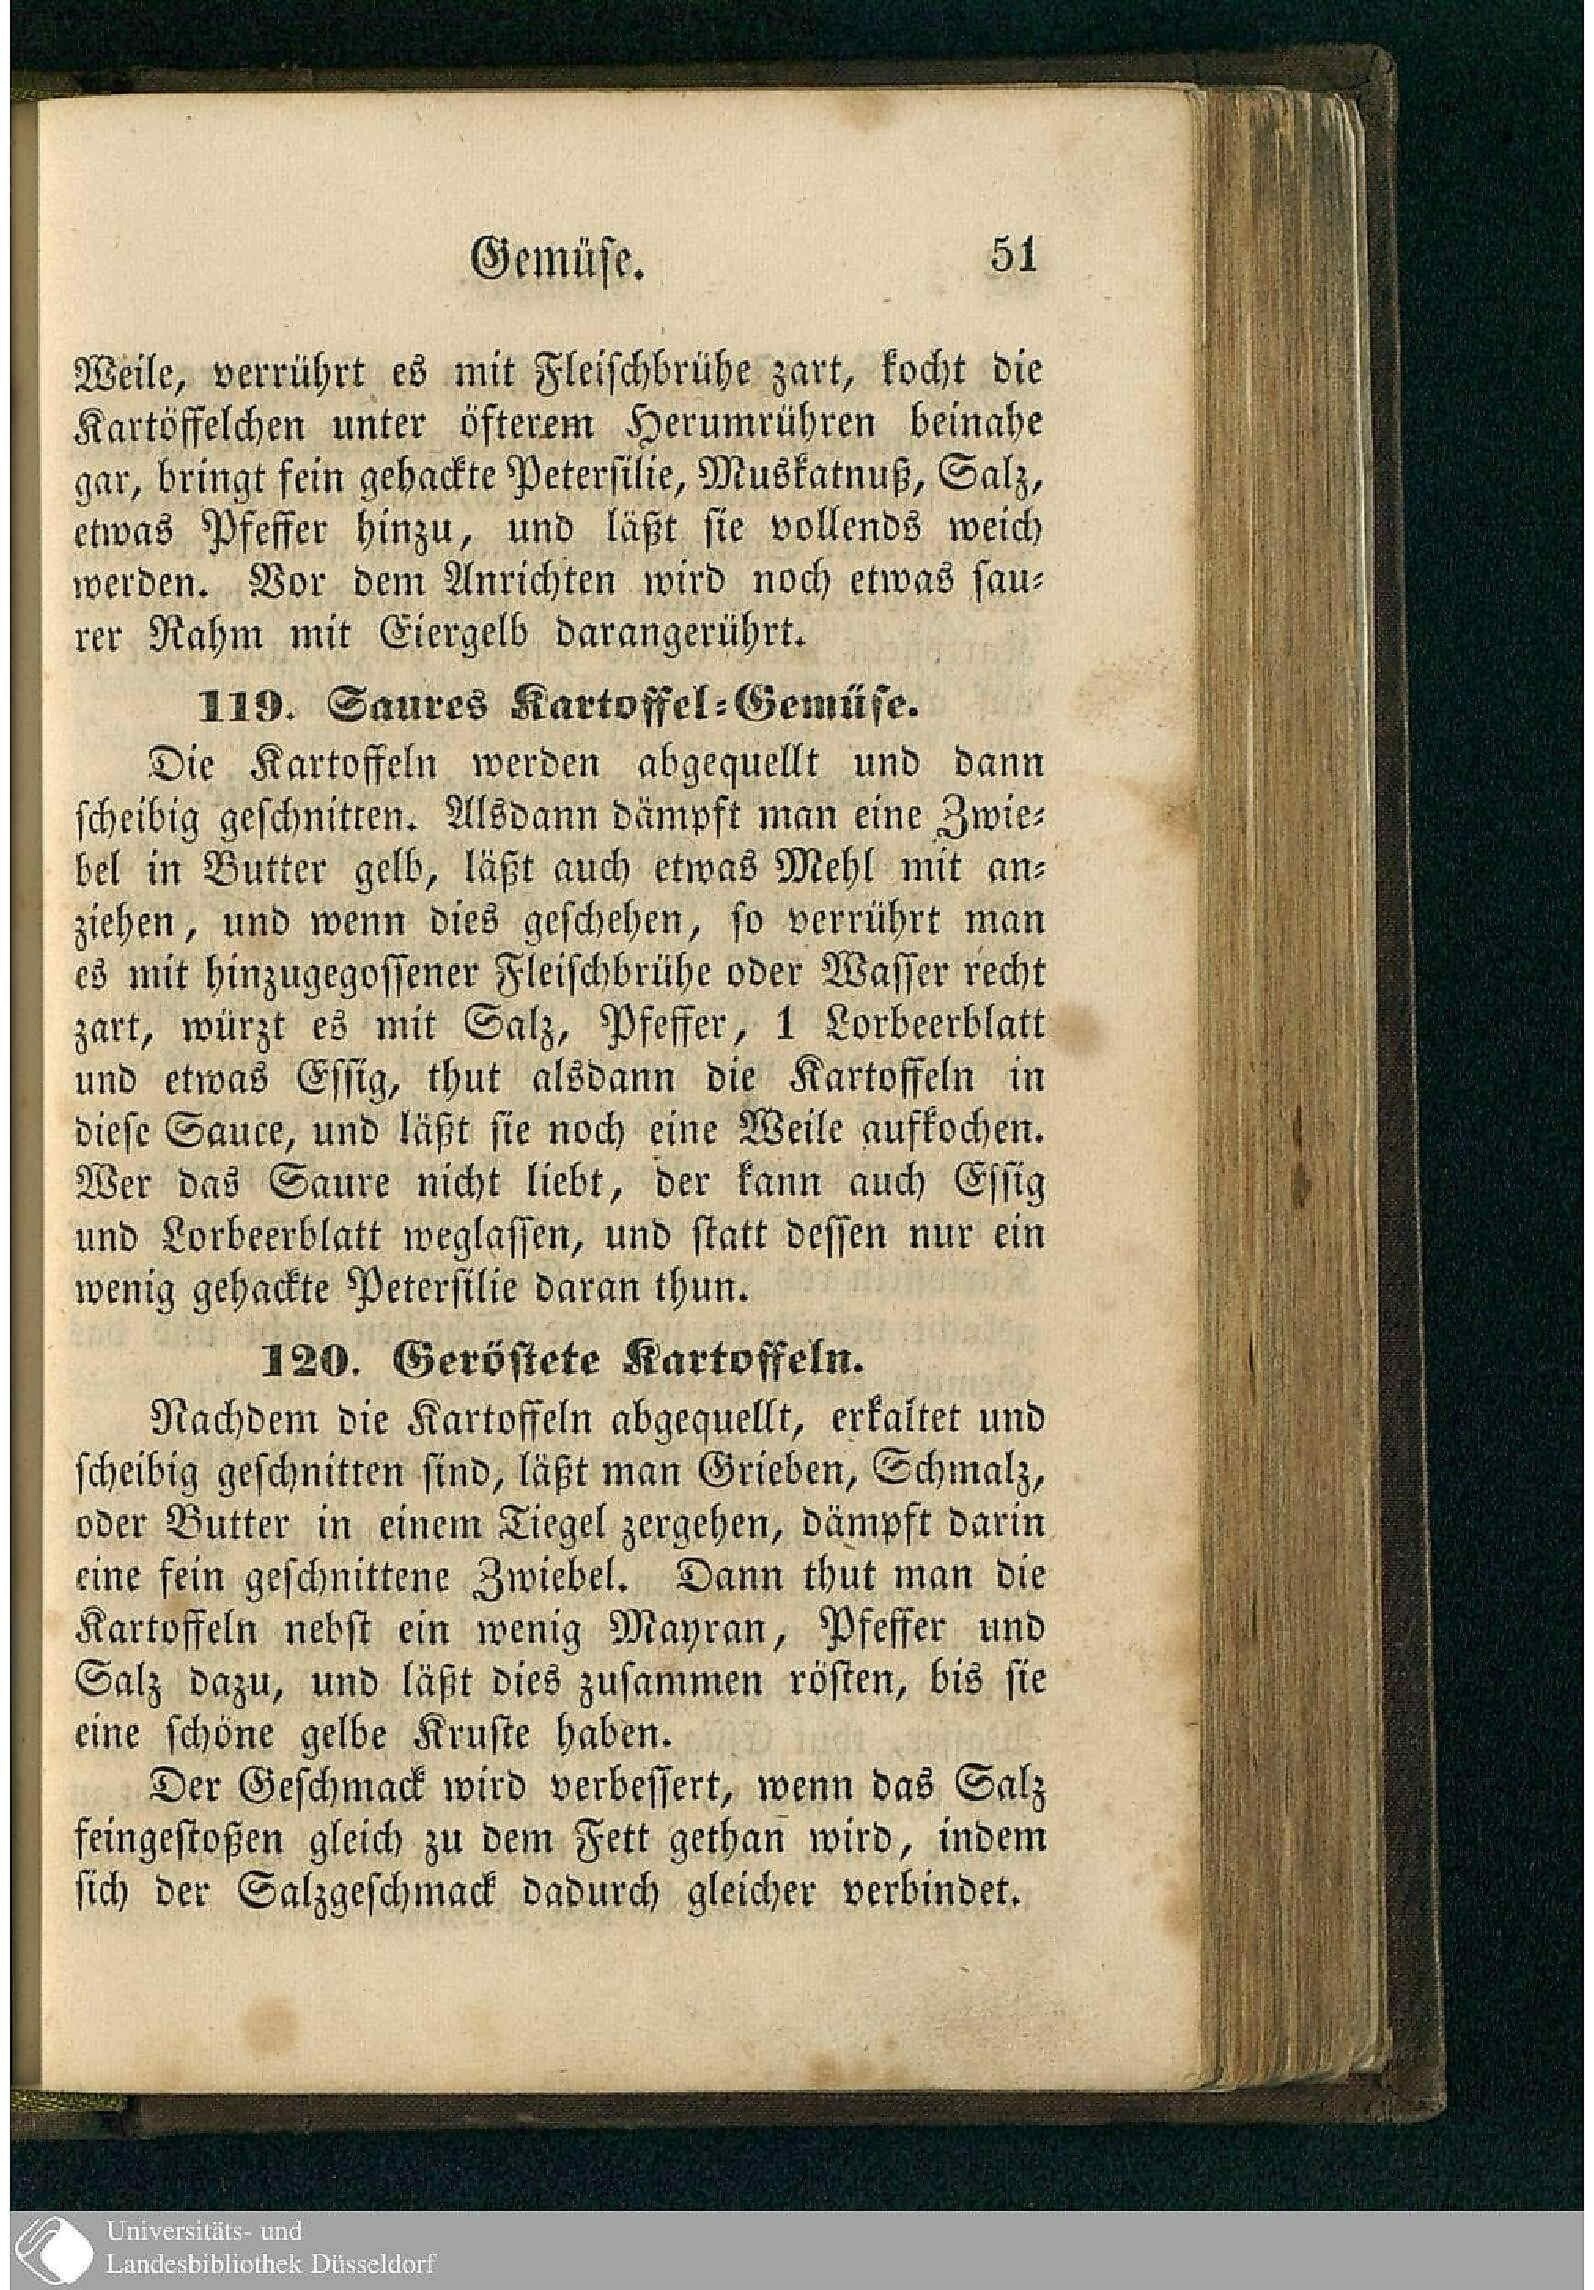 Gemüse. 51
Weile, verrührt es mit Fleischbrühe zart, kocht die
Kartöffelchen unter öfterem Herumrühren beinahe
gar, bringt fein gehackte Petersilie, Muskatnuß, Salz,
etwas Pfeffer hinzu, und läßt sie vollends weich
werden. Vor dem Anrichten wird noch etwas sau-
rer Rahm mit Eiergelb darangerührt.
119. Saures Kartoffel-Gemüse.
Die Kartoffeln werden abgequellt und dann
scheibig geschnitten. Alsdann dämpft man eine Zwie-
bel in Butter gelb, läßt auch etwas Mehl mit an-
ziehen, und wenn dies geschehen, so verrührt man
es mit hinzugegossener Fleischbrühe oder Wasser recht
zart, würzt es mit Salz, Pfeffer, 1 Lorbeerblatt
und etwas Essig, thut alsdann die Kartoffeln in
diese Sauce, und läßt sie noch eine Weile aufkochen.
Wer das Saure nicht liebt, der kann auch Essig
und Lorbeerblatt weglassen, und statt dessen nur ein
wenig gehackte Petersilie daran thun.
120. Geröstete Kartoffeln.
Nachdem die Kartoffeln abgequellt, erkaltet und
scheibig geschnitten sind, läßt man Grieben, Schmalz,
oder Butter in einem Tiegel zergehen, dämpft darin
eine fein geschnittene Zwiebel. Dann thut man die
Kartoffeln nebst ein wenig Mayran, Pfeffer und
Salz dazu, und läßt dies zusammen rösten, bis sie
eine schöne gelbe Kruste haben.
Der Geschmack wird verbessert, wenn das Salz
feingestoßen gleich zu dem Fett gethan wird, indem
sich der Salzgeschmack dadurch gleicher verbindet.
Universitäts- und
Landesbibliothek Düsseldorf